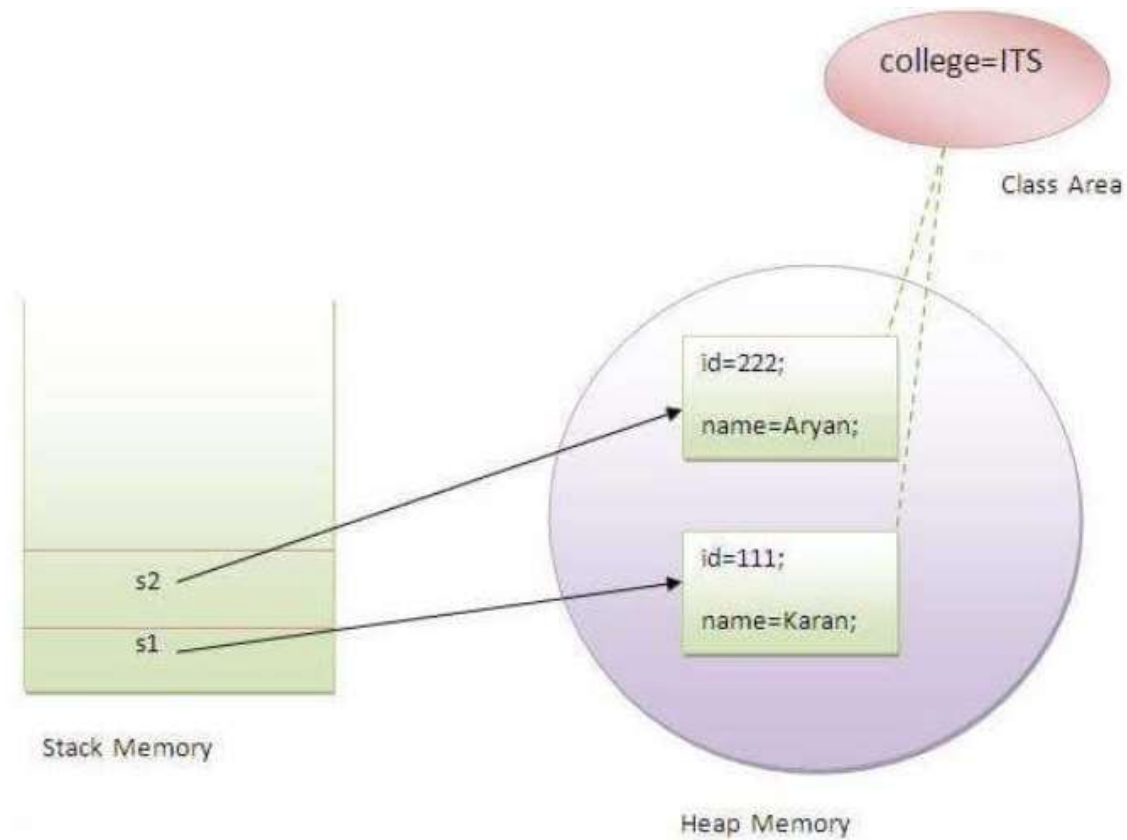 college=ITS
Class Area
id=222;
name=Aryan;
s2
id=111;
name=Karan;
s1
Stack Memory
Heap Memory